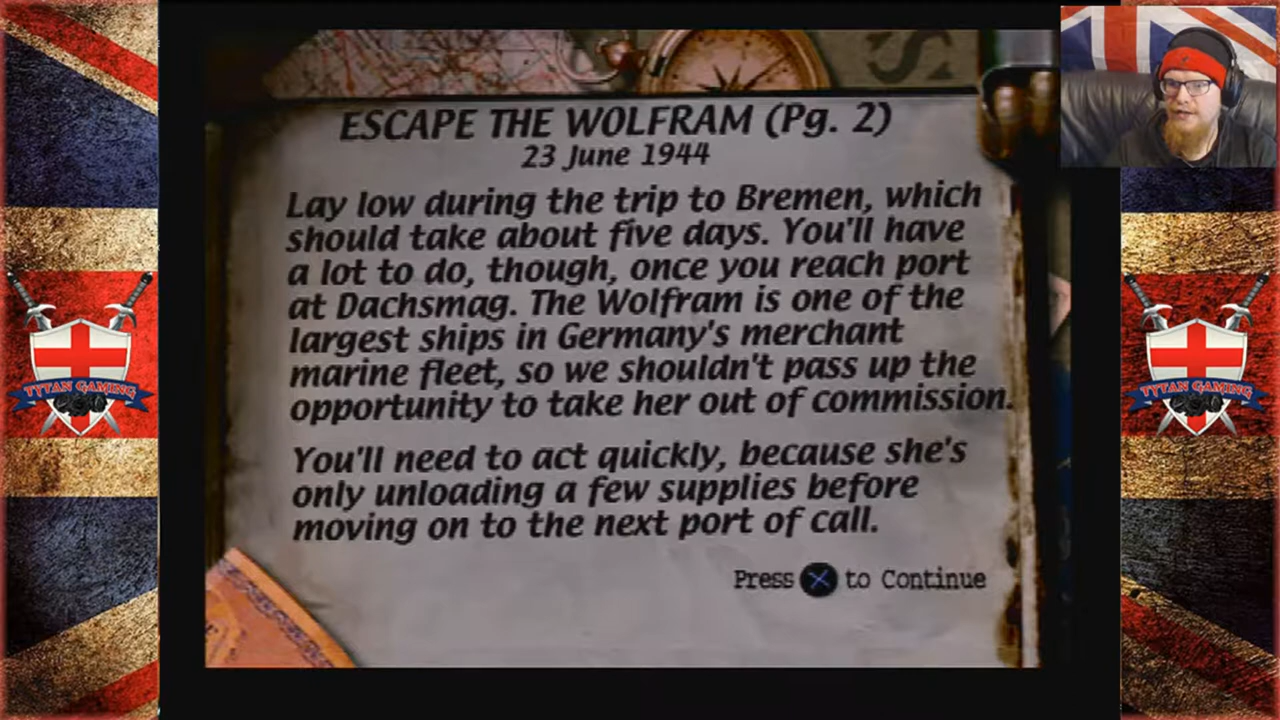 ESCAPE THE WOLFRAM (Pg. 2)
23 June 1944
Lay low during the trip to Bremen, which
should take about five days. You'll have
a lot to do, though, once you reach port
at Dachsmag. The Wolfram is one of the
largest ships in Germany's merchant
marine fleet, so we shouldn't pass up the
opportunity to take her out of commission.
You'll need to act quickly, because she's
only unloading a few supplies before
moving on to the next port of call.
Press X to Continue
TYTAN GAMING
TYTAN GAMING